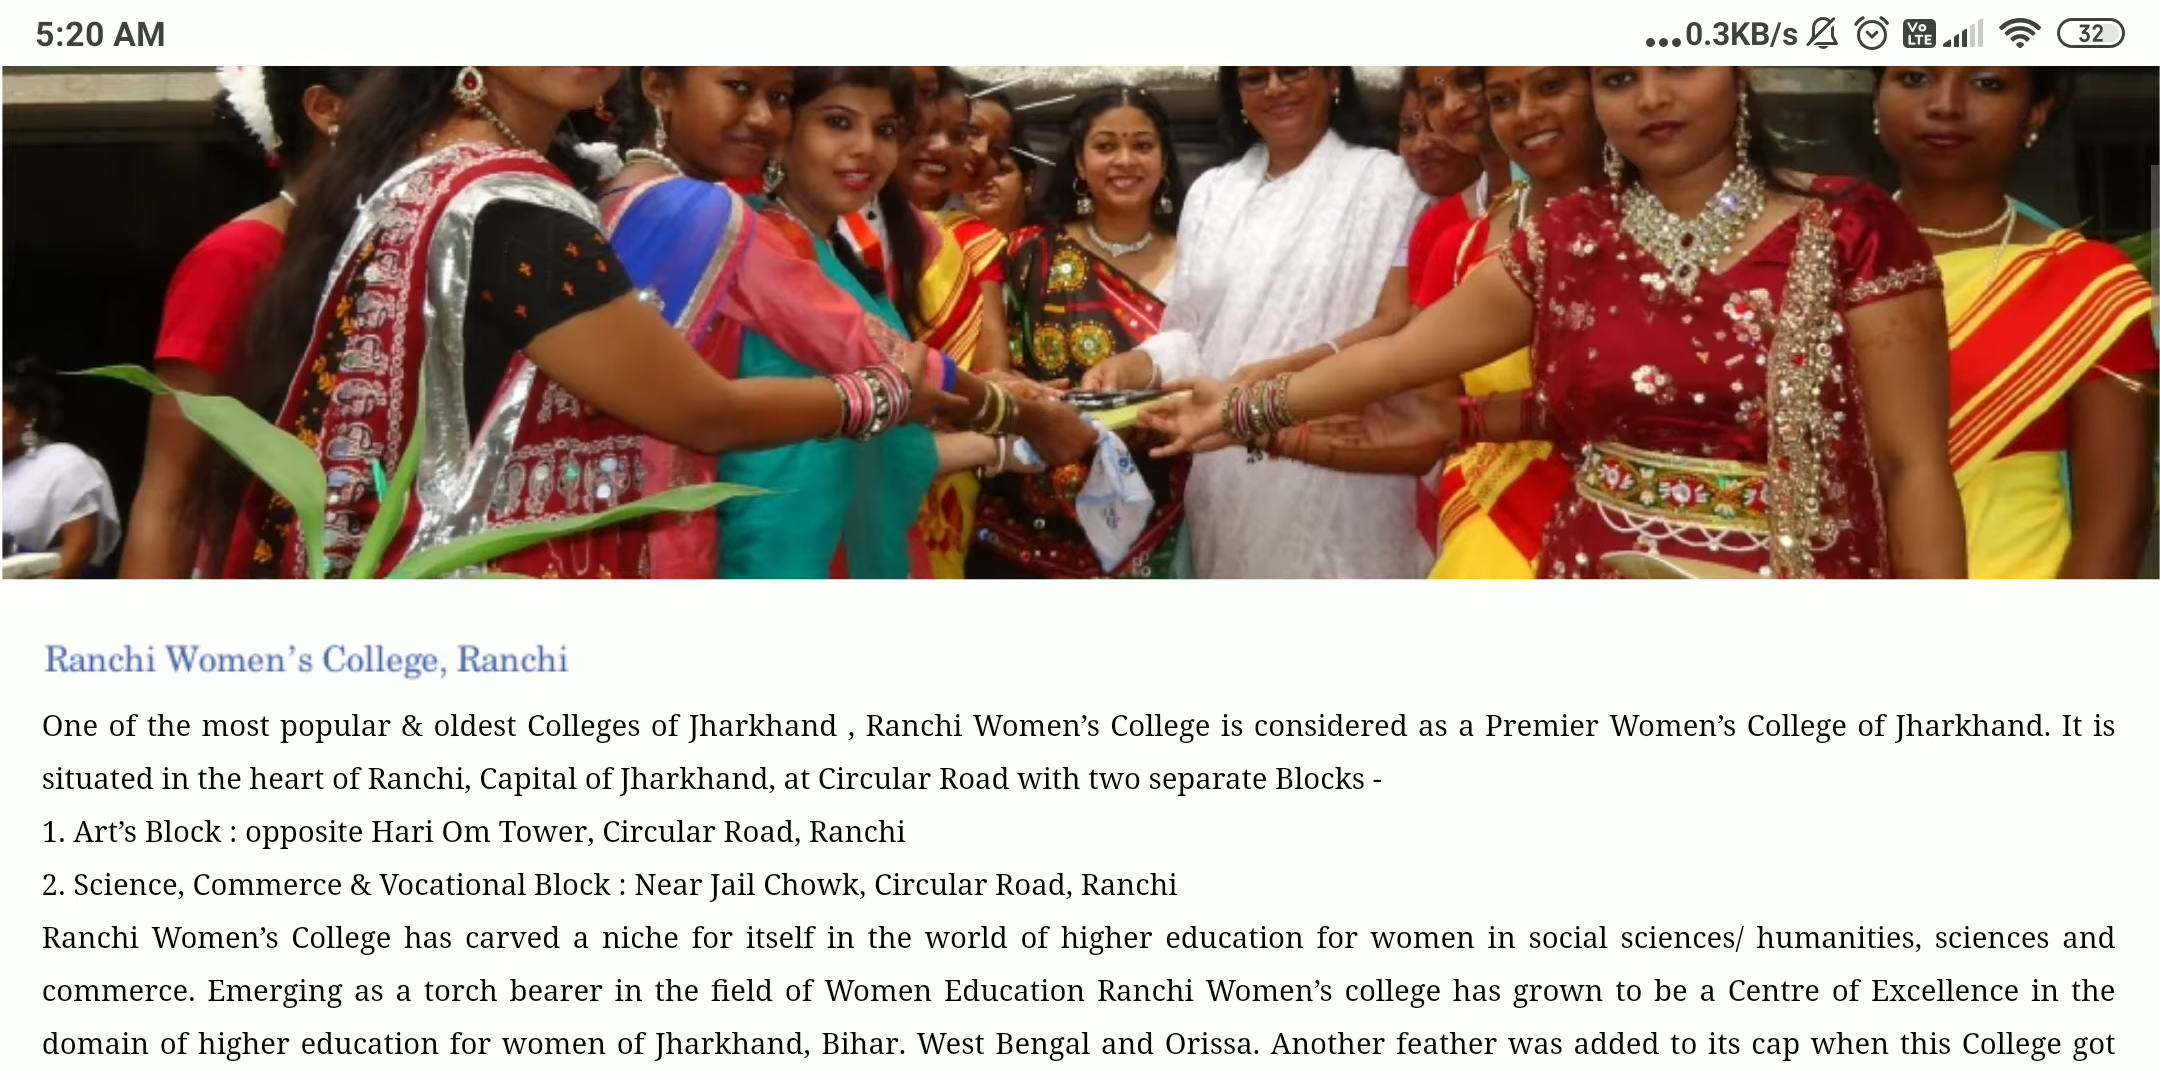 5:20 AM
...0.3KB/s
Vo LTE
32
Ranchi Women’s College, Ranchi
One of the most popular & oldest Colleges of Jharkhand , Ranchi Women’s College is considered as a Premier Women’s College of Jharkhand. It is
situated in the heart of Ranchi, Capital of Jharkhand, at Circular Road with two separate Blocks -
1. Art’s Block : opposite Hari Om Tower, Circular Road, Ranchi
2. Science, Commerce & Vocational Block : Near Jail Chowk, Circular Road, Ranchi
Ranchi Women’s College has carved a niche for itself in the world of higher education for women in social sciences/ humanities, sciences and
commerce. Emerging as a torch bearer in the field of Women Education Ranchi Women’s college has grown to be a Centre of Excellence in the
domain of higher education for women of Jharkhand, Bihar. West Bengal and Orissa. Another feather was added to its cap when this College got